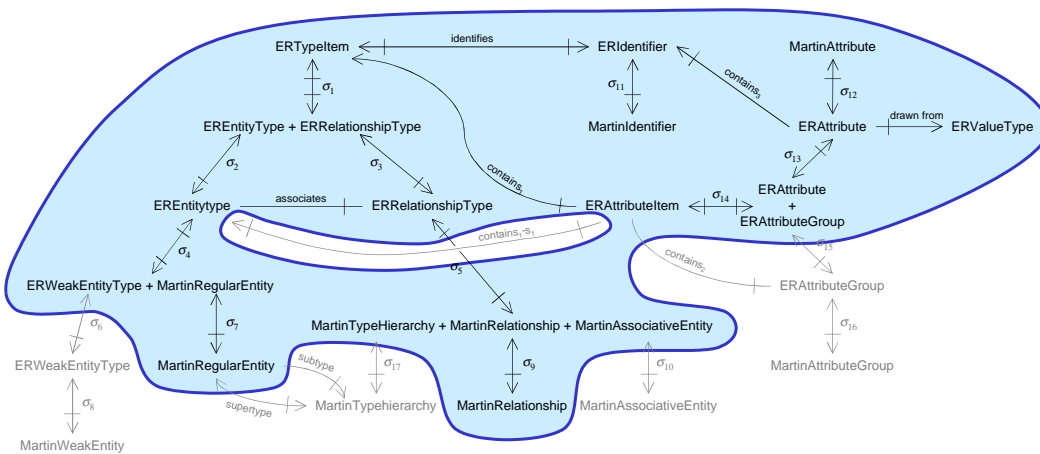 ERTypeItem identifies ERIdentifier MartinAttribute
σ1 σ11 contains3 σ12
EREntityType + ERRelationshipType MartinIdentifier ERAttribute drawn from ERValueType
σ2 σ3 contains σ13
EREntitytype associates ERRelationshipType ERAttributeItem σ14 ERAttribute
+
ERAttributeGroup
σ4 contains1-s1 σ5 contains2 σ15
ERWeakEntityType + MartinRegularEntity ERAttributeGroup
σ6 σ7 MartinTypeHierarchy + MartinRelationship + MartinAssociativeEntity σ16
ERWeakEntityType MartinRegularEntity subtype σ17 σ9 σ10 MartinAttributeGroup
σ8 supertype MartinTypehierarchy MartinRelationship MartinAssociativeEntity
MartinWeakEntity